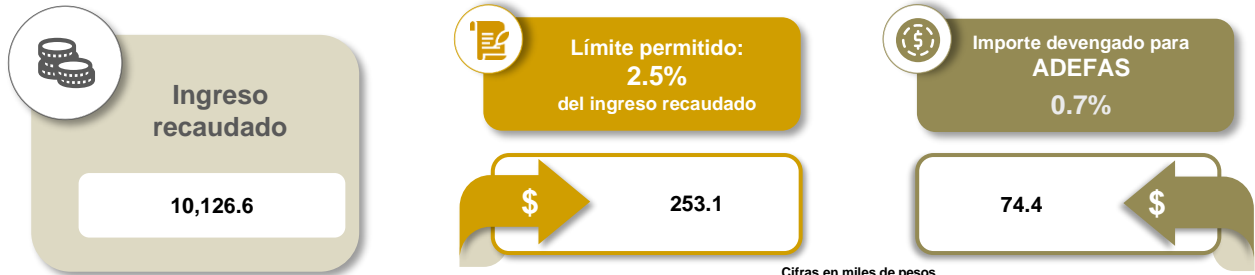 Ingreso
recaudado
10,126.6
Límite permitido:
2.5%
del ingreso recaudado
$
253.1
Importe devengado para
ADEFAS
0.7%
74.4
$
Cifras en miles de pesos